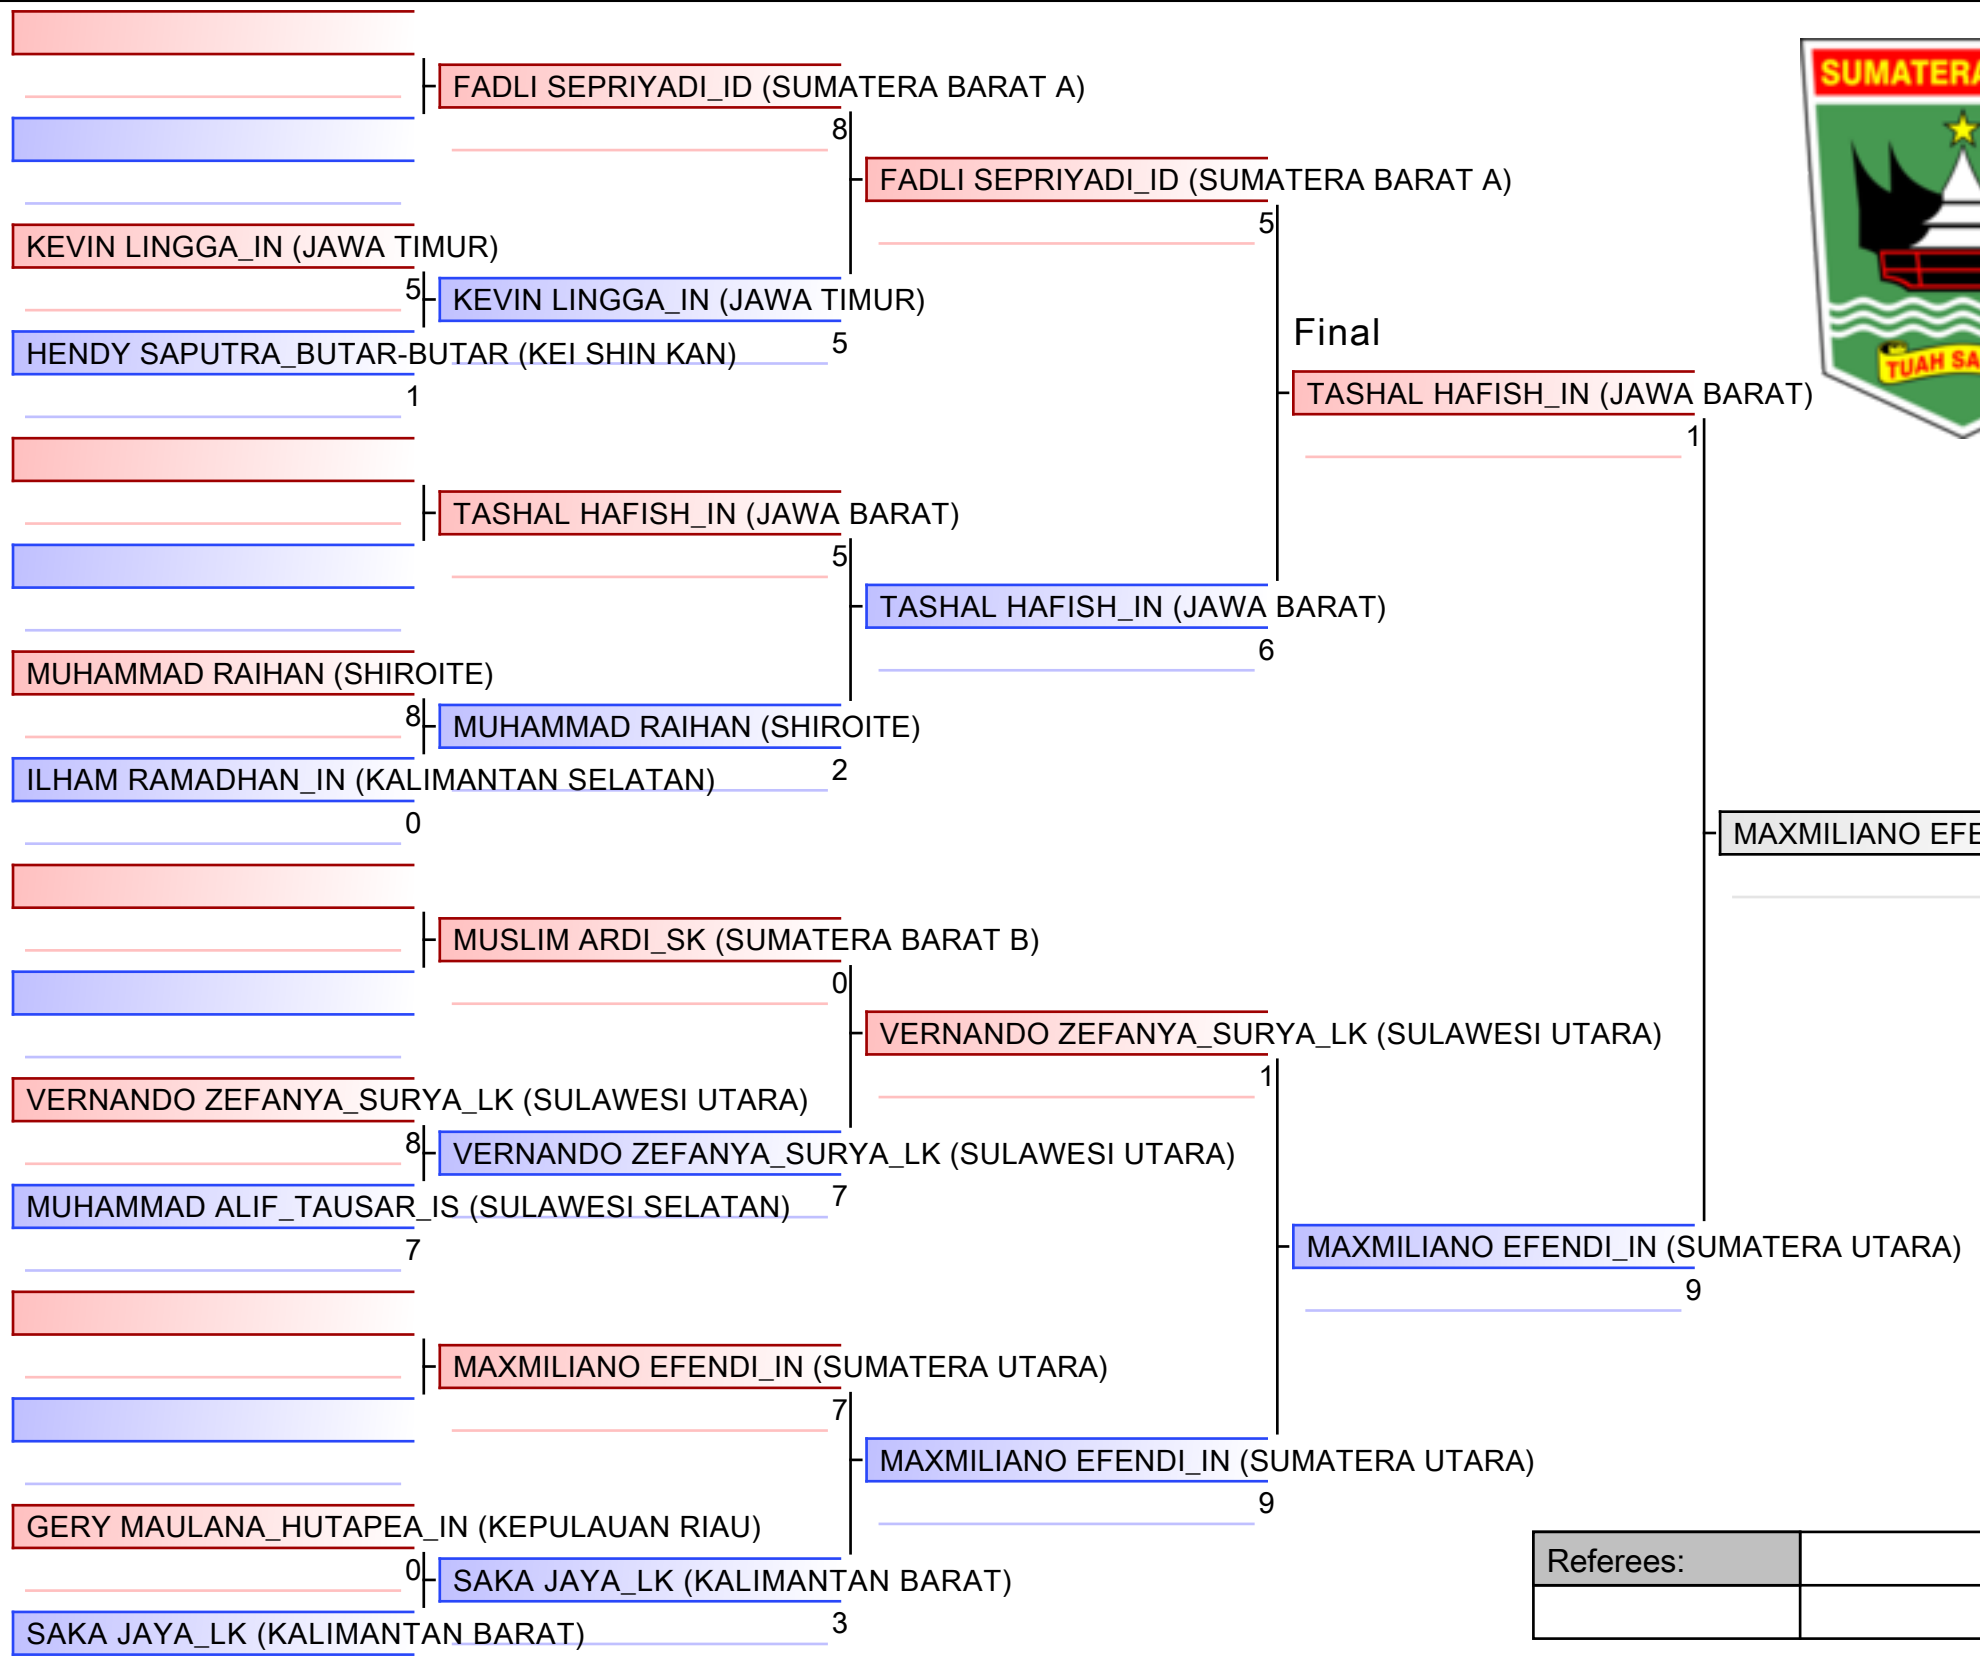 SUMATERA
FADLI SEPRIYADI_ID (SUMATERA BARAT A)
8
FADLI SEPRIYADI_ID (SUMATERA BARAT A)
5
KEVIN LINGGA_IN (JAWA TIMUR)
5
KEVIN LINGGA_IN (JAWA TIMUR)
5
HENDY SAPUTRA_BUTAR-BUTAR (KEI SHIN KAN)
1
Final
TUAH SA
TASHAL HAFISH_IN (JAWA BARAT)
1
TASHAL HAFISH_IN (JAWA BARAT)
5
TASHAL HAFISH_IN (JAWA BARAT)
6
MUHAMMAD RAIHAN (SHIROITE)
8
MUHAMMAD RAIHAN (SHIROITE)
2
ILHAM RAMADHAN_IN (KALIMANTAN SELATAN)
0
MAXMILIANO EFE
MUSLIM ARDI_SK (SUMATERA BARAT B)
0
VERNANDO ZEFANYA_SURYA_LK (SULAWESI UTARA)
1
VERNANDO ZEFANYA_SURYA_LK (SULAWESI UTARA)
8
VERNANDO ZEFANYA_SURYA_LK (SULAWESI UTARA)
7
MUHAMMAD ALIF_TAUSAR_IS (SULAWESI SELATAN)
7
MAXMILIANO EFENDI_IN (SUMATERA UTARA)
9
MAXMILIANO EFENDI_IN (SUMATERA UTARA)
7
MAXMILIANO EFENDI_IN (SUMATERA UTARA)
9
GERY MAULANA_HUTAPEA_IN (KEPULAUAN RIAU)
0
SAKA JAYA_LK (KALIMANTAN BARAT)
3
SAKA JAYA_LK (KALIMANTAN BARAT)
Referees: